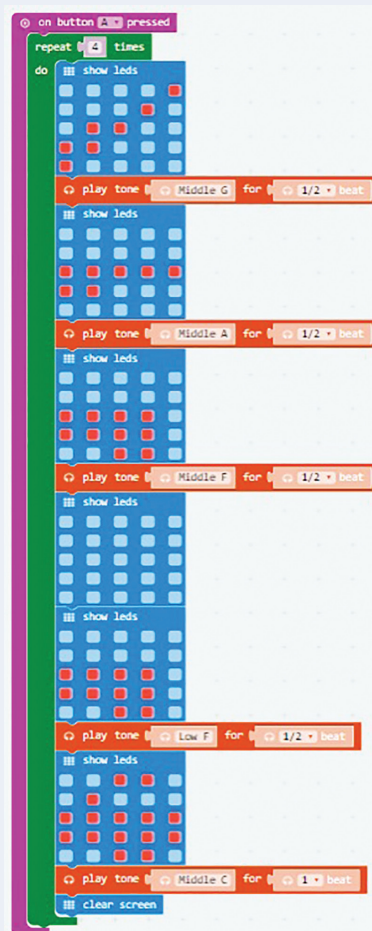 on button A pressed
repeat 4 times
do show leds
play tone Middle G for 1/2 beat
show leds
play tone Middle A for 1/2 beat
show leds
play tone Middle F for 1/2 beat
show leds
show leds
play tone Low F for 1/2 beat
show leds
play tone Middle C for 1 beat
clear screen